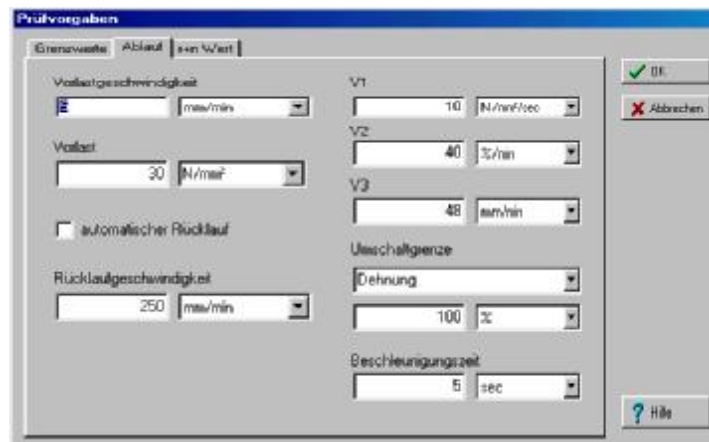 Prüfvorgaben
Grenzwerte Ablauf r+n Wert
Vorlastgeschwindigkeit
mm/min
Vorlast
30 N/mm²
automatischer Rücklauf
Rücklaufgeschwindigkeit
250 mm/min
V1
10 N/mm²/sec
V2
40 %/min
V3
48 mm/min
Umschaltgrenze
Dehnung
100 %
Beschleunigungszeit
5 sec
OK
Abbrechen
? Hilfe